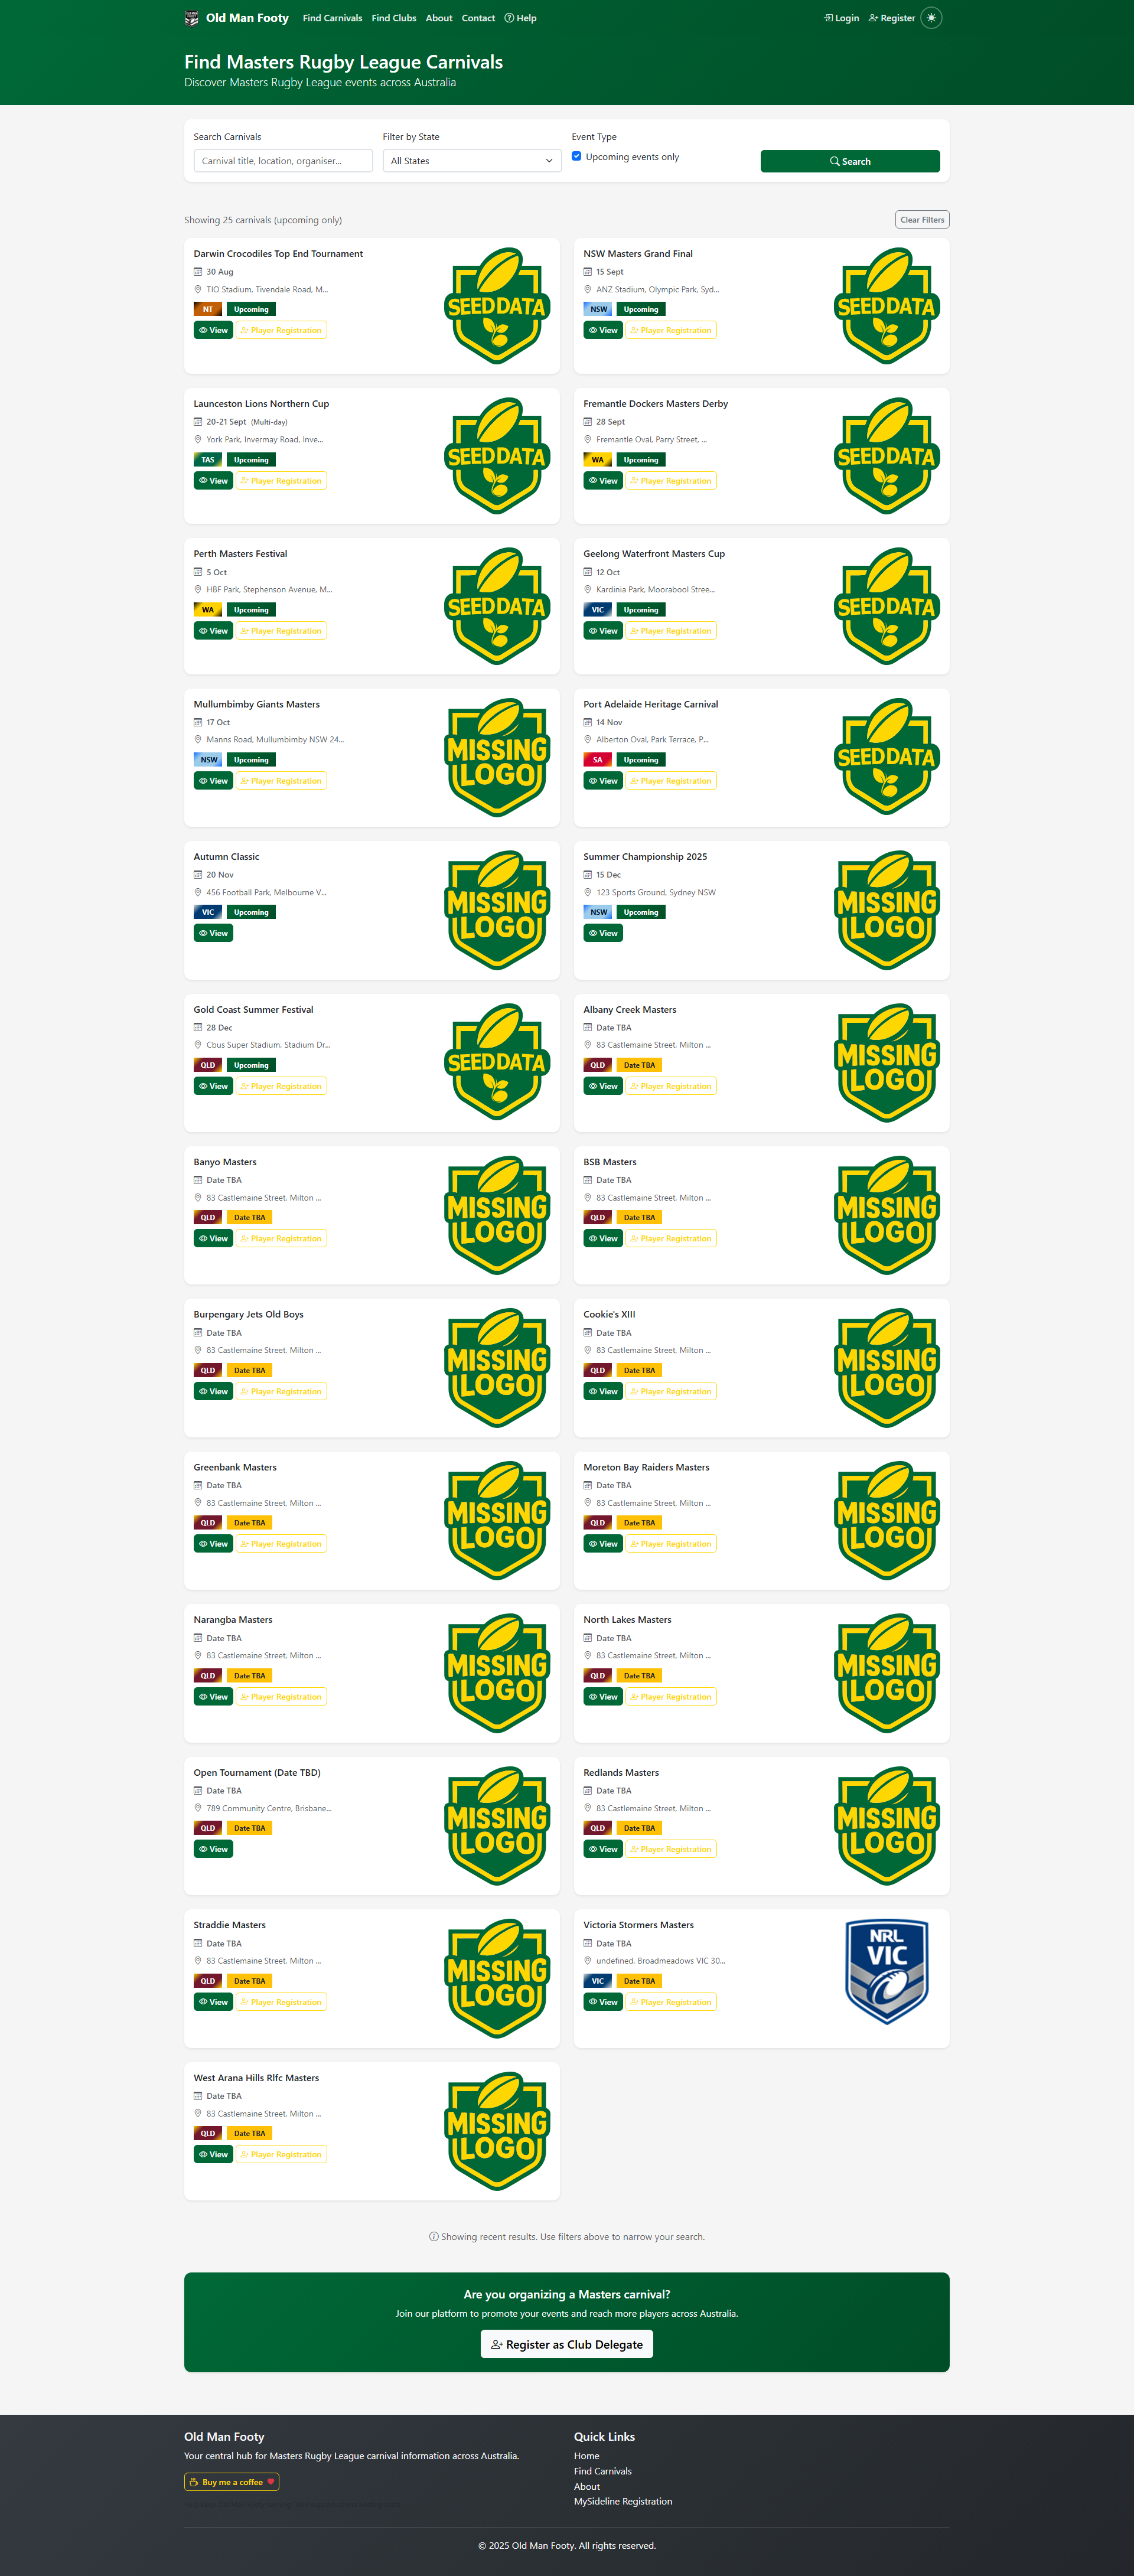 Old Man Footy Find Carnivals Find Clubs About Contact Help Login Register
Find Masters Rugby League Carnivals
Discover Masters Rugby League events across Australia
Search Carnivals Filter by State Event Type
Carnival title, location, organiser... All States Upcoming events only Search
Showing 25 carnivals (upcoming only) Clear Filters
Darwin Crocodiles Top End Tournament
30 Aug
TIO Stadium, Tivendale Road, M...
NT Upcoming
View Player Registration
SEED DATA
NSW Masters Grand Final
15 Sept
ANZ Stadium, Olympic Park, Syd...
NSW Upcoming
View Player Registration
SEED DATA
Launceston Lions Northern Cup
20-21 Sept (Multi-day)
York Park, Invermay Road, Inve...
TAS Upcoming
View Player Registration
SEED DATA
Fremantle Dockers Masters Derby
28 Sept
Fremantle Oval, Parry Street, ...
WA Upcoming
View Player Registration
SEED DATA
Perth Masters Festival
5 Oct
HBF Park, Stephenson Avenue, M...
WA Upcoming
View Player Registration
SEED DATA
Geelong Waterfront Masters Cup
12 Oct
Kardinia Park, Moorabool Stree...
VIC Upcoming
View Player Registration
SEED DATA
Mullumbimby Giants Masters
17 Oct
Manns Road, Mullumbimby NSW 24...
NSW Upcoming
View Player Registration
MISSING
LOGO
Port Adelaide Heritage Carnival
14 Nov
Alberton Oval, Park Terrace, P...
SA Upcoming
View Player Registration
SEED DATA
Autumn Classic
20 Nov
456 Football Park, Melbourne V...
VIC Upcoming
View
MISSING
LOGO
Summer Championship 2025
15 Dec
123 Sports Ground, Sydney NSW
NSW Upcoming
View
MISSING
LOGO
Gold Coast Summer Festival
28 Dec
Cbus Super Stadium, Stadium Dr...
QLD Upcoming
View Player Registration
SEED DATA
Albany Creek Masters
Date TBA
83 Castlemaine Street, Milton ...
QLD Date TBA
View Player Registration
MISSING
LOGO
Banyo Masters
Date TBA
83 Castlemaine Street, Milton ...
QLD Date TBA
View Player Registration
MISSING
LOGO
BSB Masters
Date TBA
83 Castlemaine Street, Milton ...
QLD Date TBA
View Player Registration
MISSING
LOGO
Burpengary Jets Old Boys
Date TBA
83 Castlemaine Street, Milton ...
QLD Date TBA
View Player Registration
MISSING
LOGO
Cookie's XIII
Date TBA
83 Castlemaine Street, Milton ...
QLD Date TBA
View Player Registration
MISSING
LOGO
Greenbank Masters
Date TBA
83 Castlemaine Street, Milton ...
QLD Date TBA
View Player Registration
MISSING
LOGO
Moreton Bay Raiders Masters
Date TBA
83 Castlemaine Street, Milton ...
QLD Date TBA
View Player Registration
MISSING
LOGO
Narangba Masters
Date TBA
83 Castlemaine Street, Milton ...
QLD Date TBA
View Player Registration
MISSING
LOGO
North Lakes Masters
Date TBA
83 Castlemaine Street, Milton ...
QLD Date TBA
View Player Registration
MISSING
LOGO
Open Tournament (Date TBD)
Date TBA
789 Community Centre, Brisbane...
QLD Date TBA
View
MISSING
LOGO
Redlands Masters
Date TBA
83 Castlemaine Street, Milton ...
QLD Date TBA
View Player Registration
MISSING
LOGO
Straddie Masters
Date TBA
83 Castlemaine Street, Milton ...
QLD Date TBA
View Player Registration
MISSING
LOGO
Victoria Stormers Masters
Date TBA
undefined, Broadmeadows VIC 30...
VIC Date TBA
View Player Registration
NRL
VIC
West Arana Hills Rlfc Masters
Date TBA
83 Castlemaine Street, Milton ...
QLD Date TBA
View Player Registration
MISSING
LOGO
Showing recent results. Use filters above to narrow your search.
Are you organizing a Masters carnival?
Join our platform to promote your events and reach more players across Australia.
Register as Club Delegate
Old Man Footy
Your central hub for Masters Rugby League carnival information across Australia.
Buy me a coffee
Quick Links
Home
Find Carnivals
About
MySideline Registration
© 2025 Old Man Footy. All rights reserved.